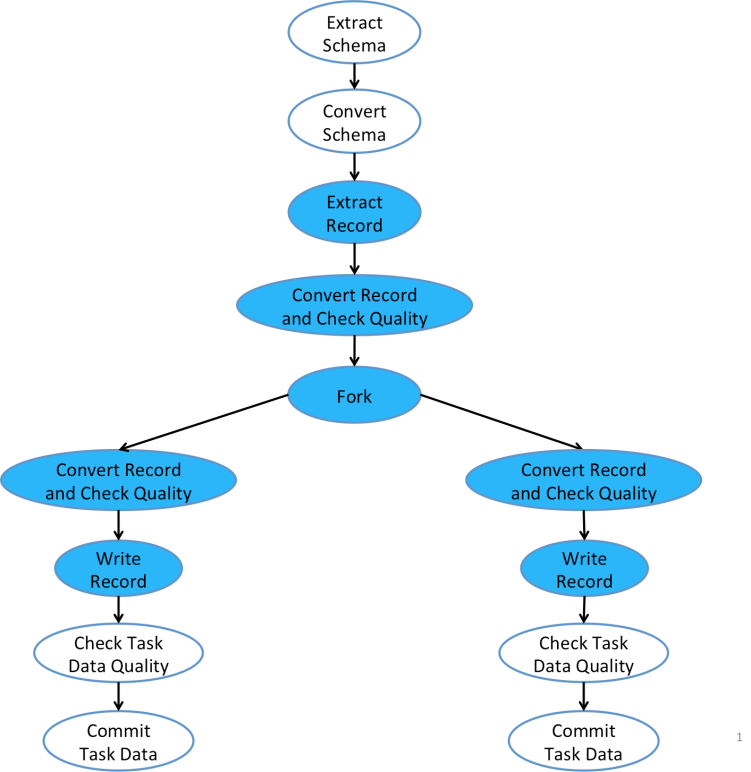 Extract
Schema
Convert
Schema
Extract
Record
Convert Record
and Check Quality
Fork
Convert Record
and Check Quality
Convert Record
and Check Quality
Write
Record
Write
Record
Check Task
Data Quality
Check Task
Data Quality
Commit
Task Data
Commit
Task Data
1